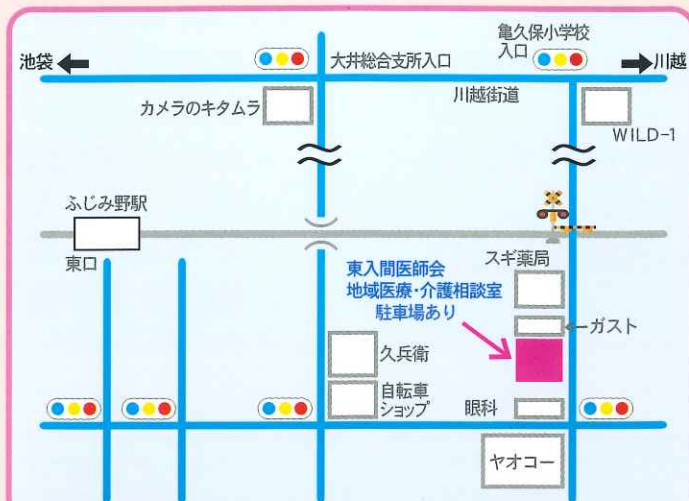 池袋
大井総合支所入口
亀久保小学校
入口
川越
川越街道
カメラのキタムラ
WILD-1
ふじみ野駅
東口
スギ薬局
東入間医師会
地域医療・介護相談室
駐車場あり
ガスト
久兵衛
自転車
ショップ
眼科
ヤオコー